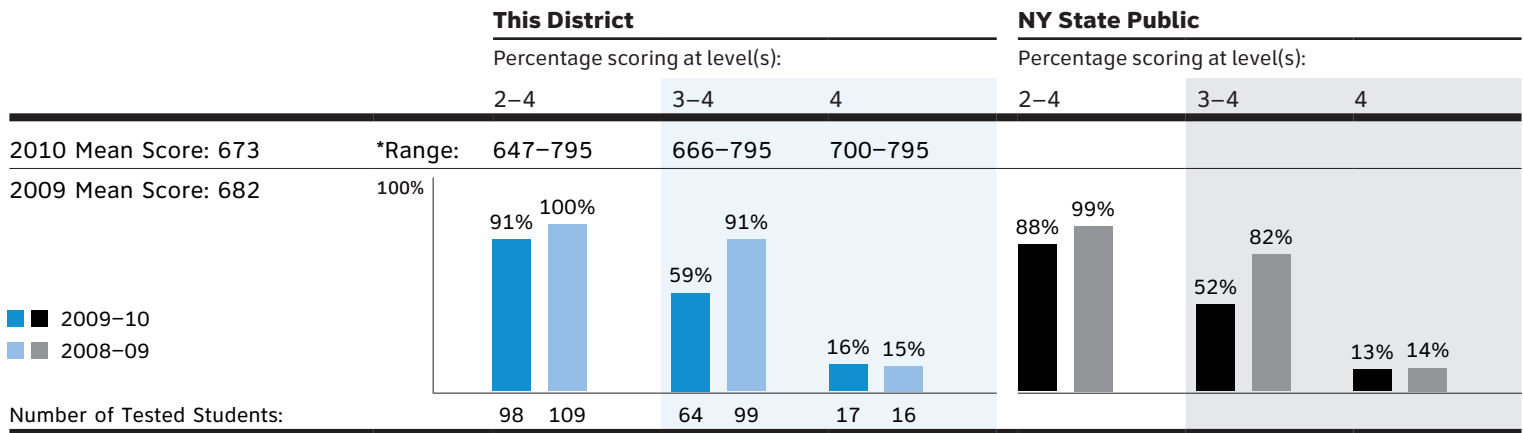 This District NY State Public
Percentage scoring at level(s): Percentage scoring at level(s):
2–4 3–4 4 2–4 3–4 4
2010 Mean Score: 673 *Range: 647–795 666–795 700–795
2009 Mean Score: 682 100%
91% 100% 59% 91% 16% 15% 88% 99% 52% 82% 13% 14%
2009–10
2008–09
Number of Tested Students: 98 109 64 99 17 16